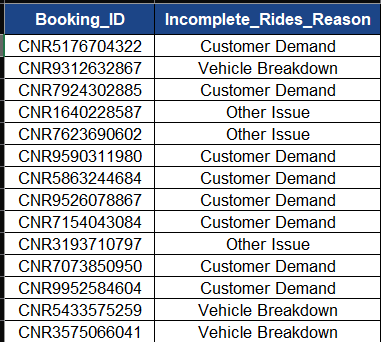 Booking_ID Incomplete_Rides_Reason
CNR5176704322 Customer Demand
CNR9312632867 Vehicle Breakdown
CNR7924302885 Customer Demand
CNR1640228587 Other Issue
CNR7623690602 Other Issue
CNR9590311980 Customer Demand
CNR5863244684 Customer Demand
CNR9526078867 Customer Demand
CNR7154043084 Customer Demand
CNR3193710797 Other Issue
CNR7073850950 Customer Demand
CNR9952584604 Customer Demand
CNR5433575259 Vehicle Breakdown
CNR3575066041 Vehicle Breakdown